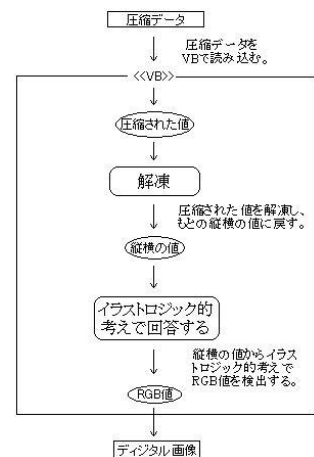 圧縮データ
圧縮データを
VBで読み込む。
<<VB>>
圧縮された値
解凍
圧縮された値を解凍し、
もとの縦横の値に戻す。
縦横の値
イラストロジック的
考えで回答する
縦横の値からイラス
トロジック的考えで
RGB値を検出する。
RGB値
ディジタル画像